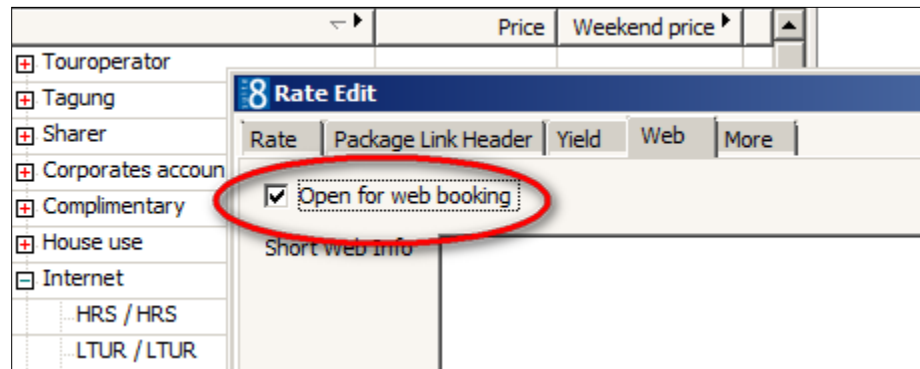 Price Weekend price
Touroperator
Tagung
8 Rate Edit
Sharer
Rate Package Link Header Yield Web More
Corporates accoun
Open for web booking
Complimentary
House use
Short Web Info
Internet
HRS / HRS
LTUR / LTUR